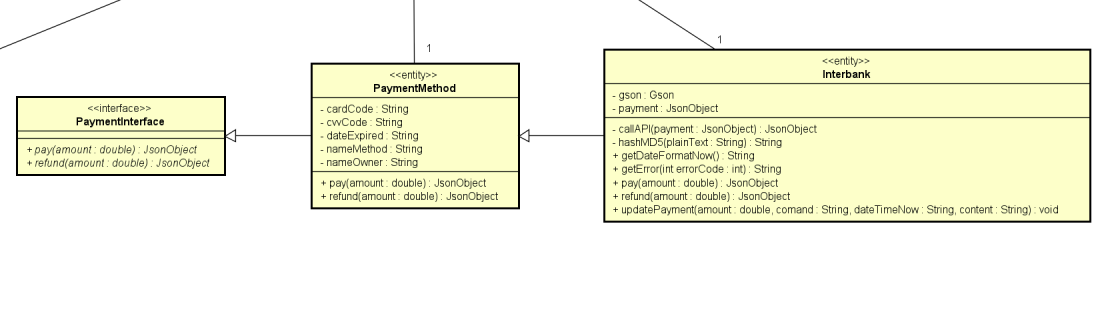 1
1
<<interface>>
PaymentInterface
+ pay(amount : double) : JsonObject
+ refund(amount : double) : JsonObject
<<entity>>
PaymentMethod
- cardCode : String
- cvvCode : String
- dateExpired : String
- nameMethod : String
- nameOwner : String
+ pay(amount : double) : JsonObject
+ refund(amount : double) : JsonObject
<<entity>>
Interbank
- gson : Gson
- payment : JsonObject
- callAPI(payment : JsonObject) : JsonObject
- hashMD5(plainText : String) : String
+ getDateFormatNow() : String
+ getError(int errorCode : int) : String
+ pay(amount : double) : JsonObject
+ refund(amount : double) : JsonObject
+ updatePayment(amount : double, comand : String, dateTimeNow : String, content : String) : void